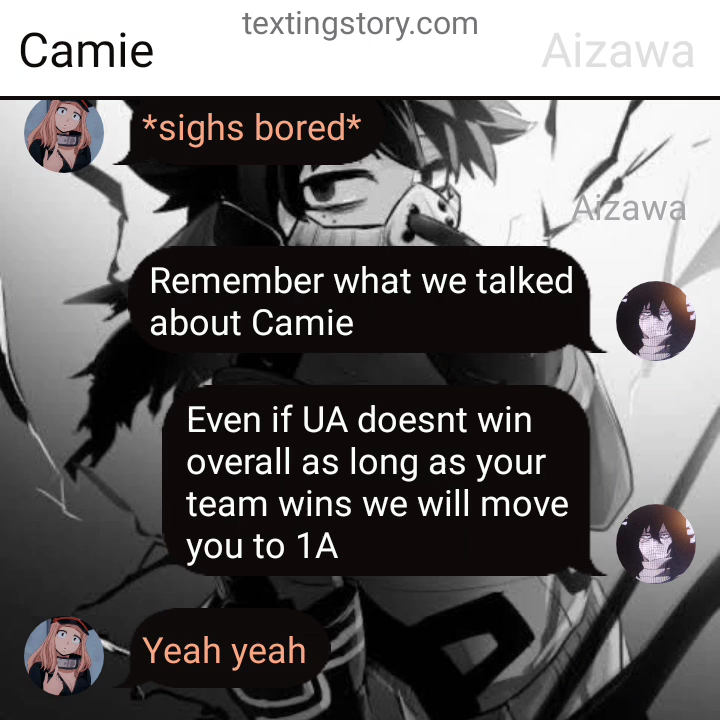 textingstory.com
Camie
Aizawa
*sighs bored*
Aizawa
Remember what we talked
about Camie
Even if UA doesnt win
overall as long as your
team wins we will move
you to 1A
Yeah yeah